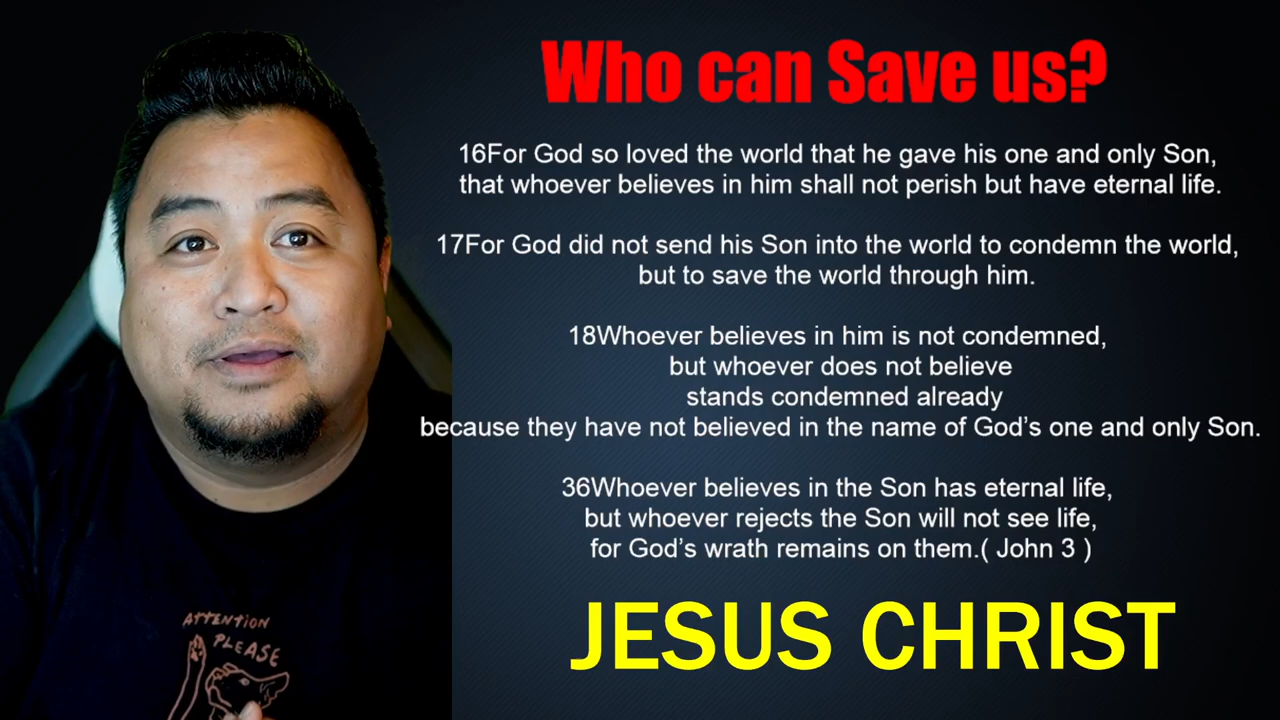 Who can Save us?
16For God so loved the world that he gave his one and only Son,
that whoever believes in him shall not perish but have eternal life.
17For God did not send his Son into the world to condemn the world,
but to save the world through him.
18Whoever believes in him is not condemned,
but whoever does not believe
stands condemned already
because they have not believed in the name of God’s one and only Son.
36Whoever believes in the Son has eternal life,
but whoever rejects the Son will not see life,
for God’s wrath remains on them.( John 3 )
JESUS CHRIST
ATTENTION
PLEASE